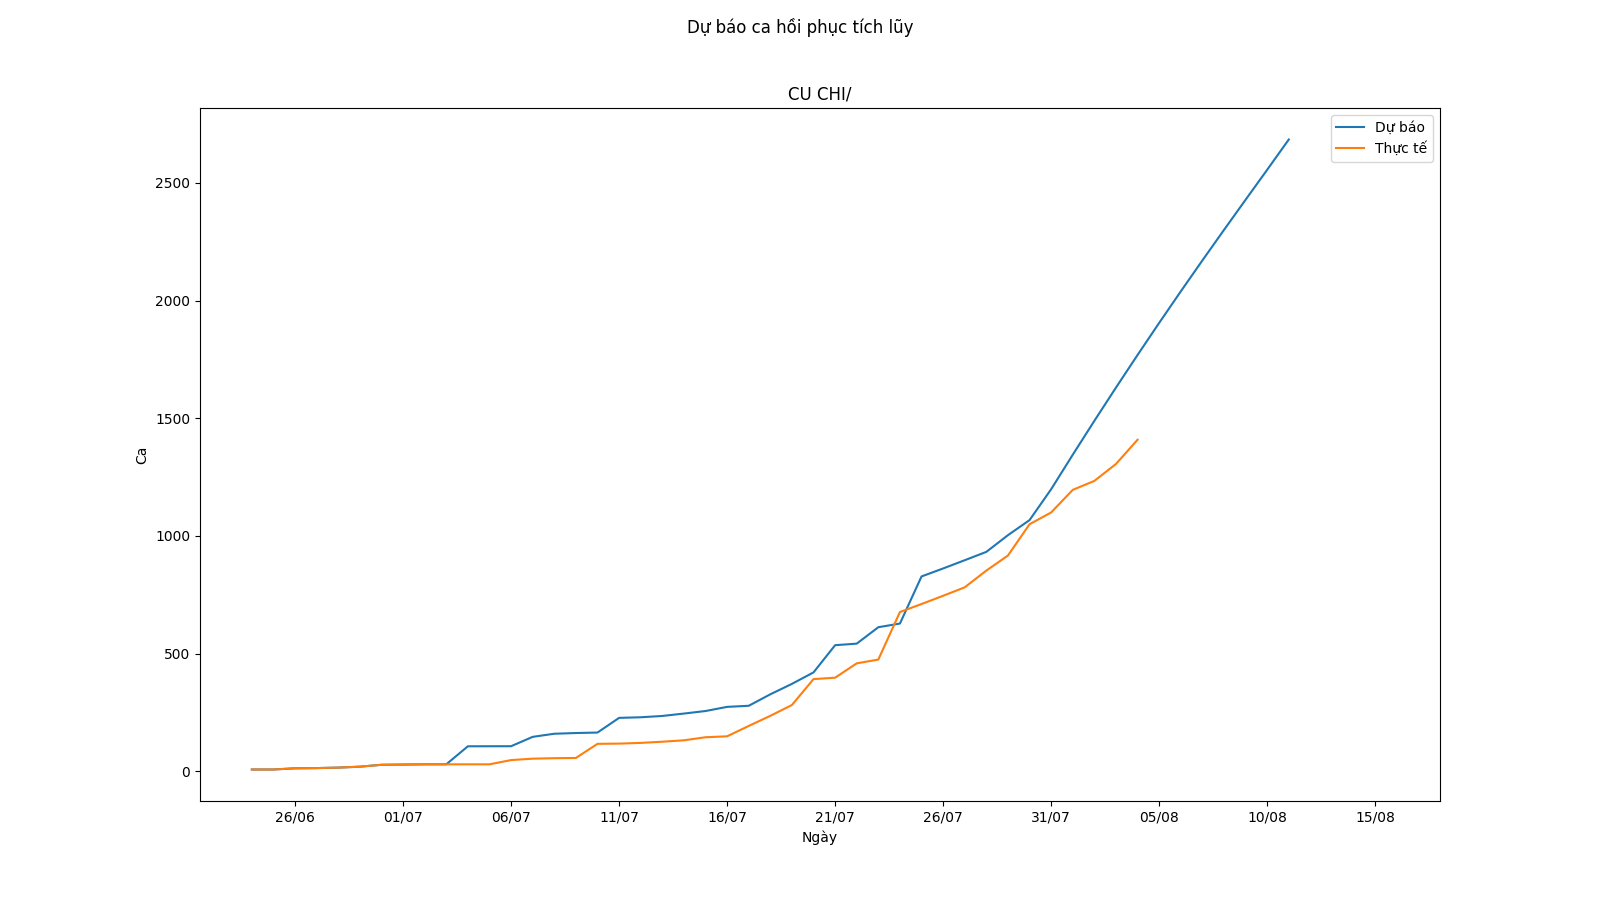 Dự báo ca hồi phục tích lũy
CU CHI/
Dự báo
Thực tế
2500
2000
1500
1000
500
0
Ca
26/06
01/07
06/07
11/07
16/07
21/07
26/07
31/07
05/08
10/08
15/08
Ngày